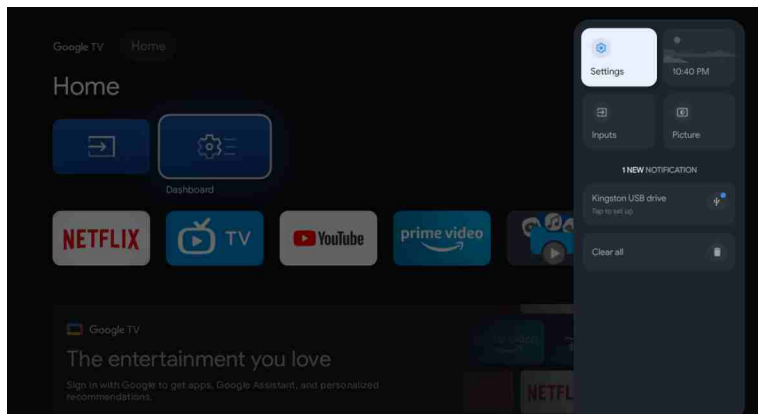 Google TV
Home
Home
Dashboard
NETFLIX
TV
YouTube
prime video
Google TV
The entertainment you love
Sign in with Google to get apps, Google Assistant, and personalized
recommendations.
prime video
NETFL
Settings
10:40 PM
Inputs
Picture
1 NEW NOTIFICATION
Kingston USB drive
Tap to set up
Clear all